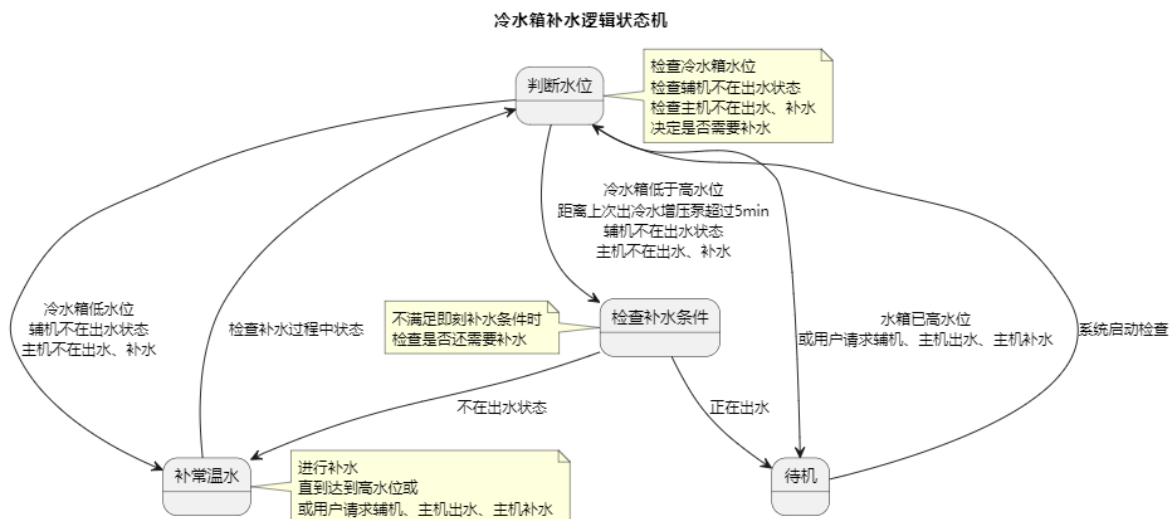 冷水箱补水逻辑状态机
判断水位
检查冷水箱水位
检查辅机不在出水状态
检查主机不在出水、补水
决定是否需要补水
冷水箱低于高水位
距离上次出冷水增压泵超过5min
辅机不在出水状态
主机不在出水、补水
冷水箱低水位
辅机不在出水状态
主机不在出水、补水
检查补水过程中状态
不满足即刻补水条件时
检查是否还需要补水
检查补水条件
水箱已高水位
或用户请求辅机、主机出水、主机补水
系统启动检查
不在出水状态
正在出水
补常温水
进行补水
直到达到高水位或
或用户请求辅机、主机出水、主机补水
待机